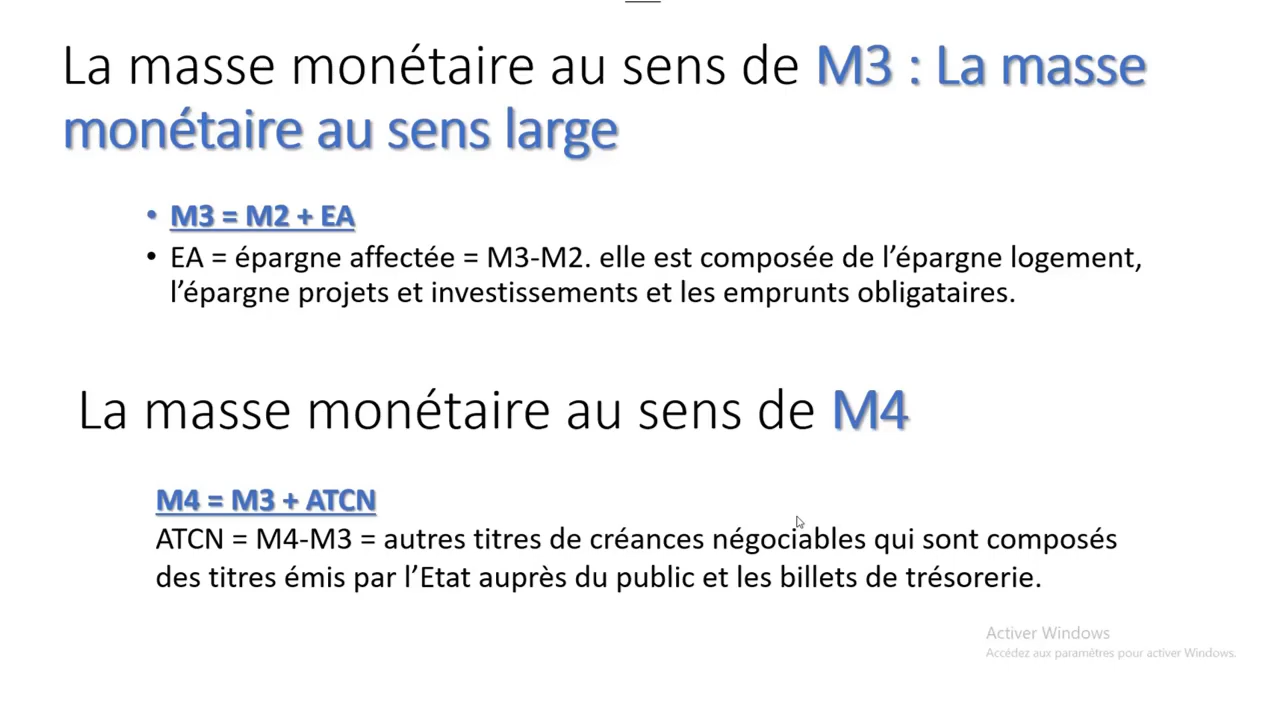 La masse monétaire au sens de M3 : La masse
monétaire au sens large
• M3 = M2 + EA
• EA = épargne affectée = M3-M2. elle est composée de l’épargne logement,
l’épargne projets et investissements et les emprunts obligataires.
La masse monétaire au sens de M4
M4 = M3 + ATCN
ATCN = M4-M3 = autres titres de créances négociables qui sont composés
des titres émis par l’Etat auprès du public et les billets de trésorerie.
Activer Windows
Accédez aux paramètres pour activer Windows.